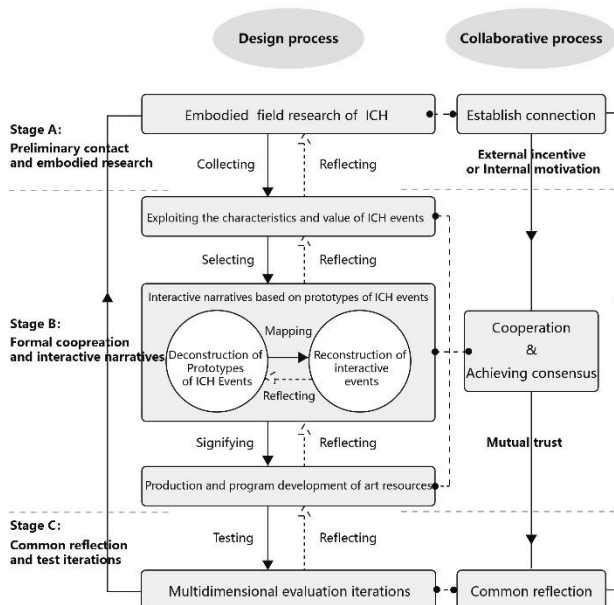 Design process
Collaborative process
Stage A:
Preliminary contact
and embodied research
Embodied field research of ICH
Establish connection
Collecting
Reflecting
External incentive
or Internal motivation
Exploiting the characteristics and value of ICH events
Selecting
Reflecting
Stage B:
Formal coopreation
and interactive narratives
Interactive narratives based on prototypes of ICH events
Mapping
Deconstruction of
Prototypes
of ICH Events
Reconstruction of
interactive
events
Reflecting
Cooperation
&
Achieving consensus
Signifying
Reflecting
Mutual trust
Production and program development of art resources
Stage C:
Common reflection
and test iterations
Testing
Reflecting
Multidimensional evaluation iterations
Common reflection